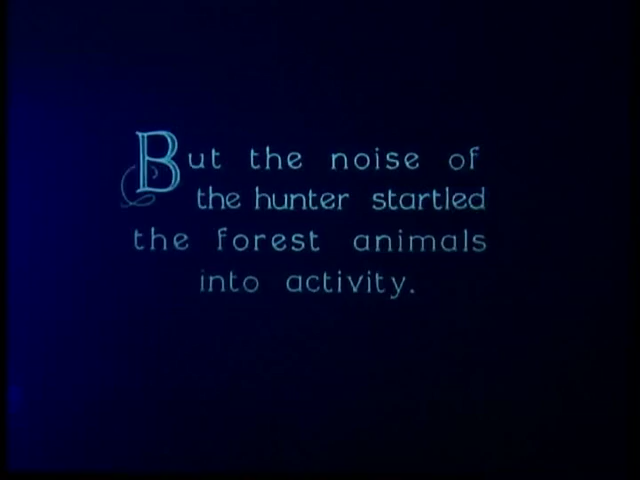 But the noise of
the hunter startled
the forest animals
into activity.